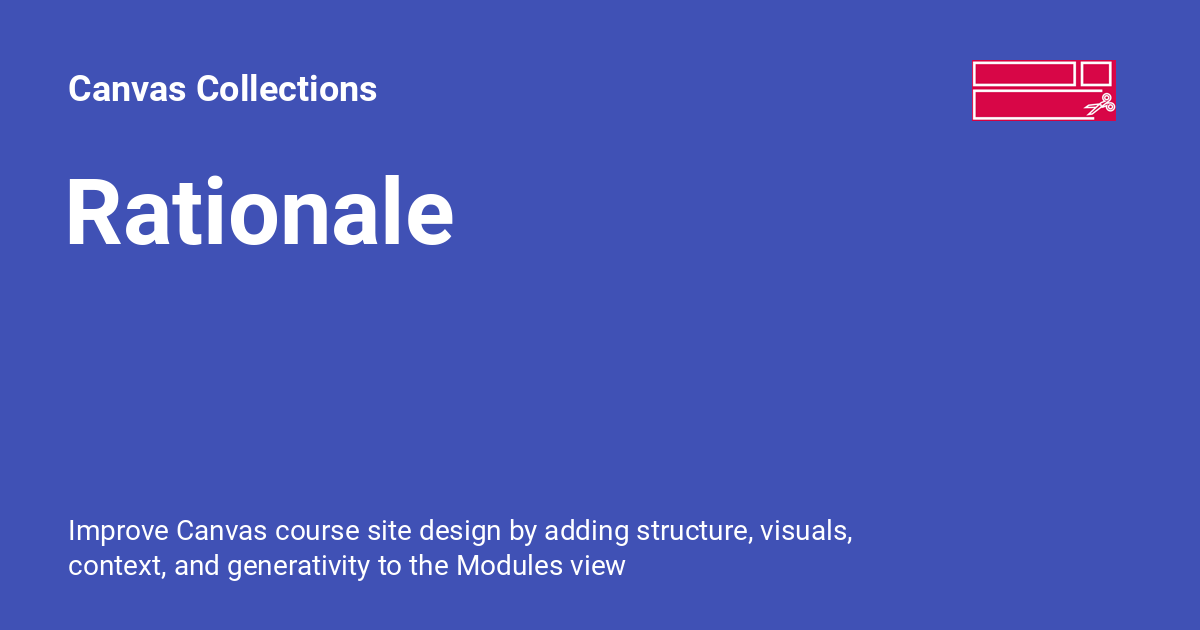 Canvas Collections
Rationale
Improve Canvas course site design by adding structure, visuals,
context, and generativity to the Modules view